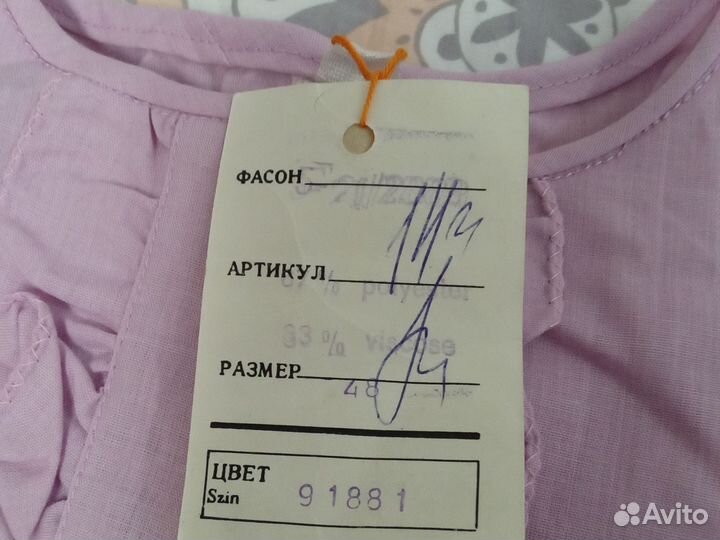 ФАСОН
АРТИКУЛ
% polyester
33 % viscose
РАЗМЕР 48
ЦВЕТ
Szin 91881
Avito